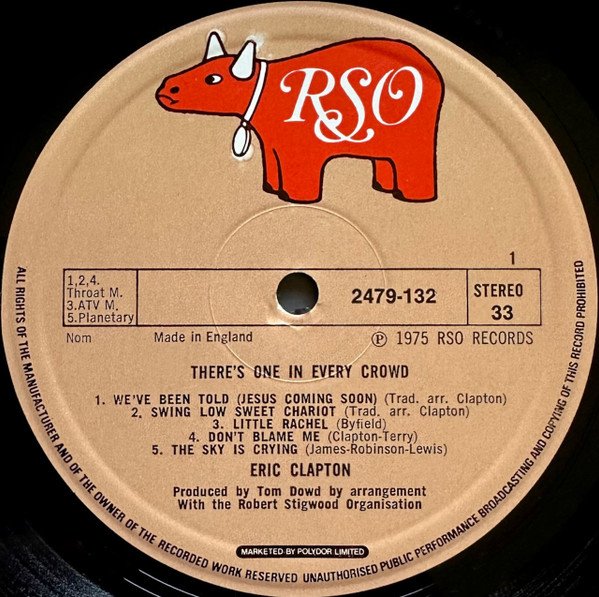 RSO
1
1,2,4.
Throat M.
3.ATV M.
5.Planetary
2479-132
STEREO
33
Nom
Made in England
Ⓟ 1975 RSO RECORDS
THERE'S ONE IN EVERY CROWD
1. WE'VE BEEN TOLD (JESUS COMING SOON) (Trad. arr. Clapton)
2. SWING LOW SWEET CHARIOT (Trad. arr. Clapton)
3. LITTLE RACHEL (Byfield)
4. DON'T BLAME ME (Clapton-Terry)
5. THE SKY IS CRYING (James-Robinson-Lewis)
ERIC CLAPTON
Produced by Tom Dowd by arrangement
With the Robert Stigwood Organisation
MARKETED BY POLYDOR LIMITED
ALL RIGHTS OF THE MANUFACTURER AND OF THE OWNER OF THE RECORDED WORK RESERVED UNAUTHORISED PUBLIC PERFORMANCE BROADCASTING AND COPYING OF THIS RECORD PROHIBITED